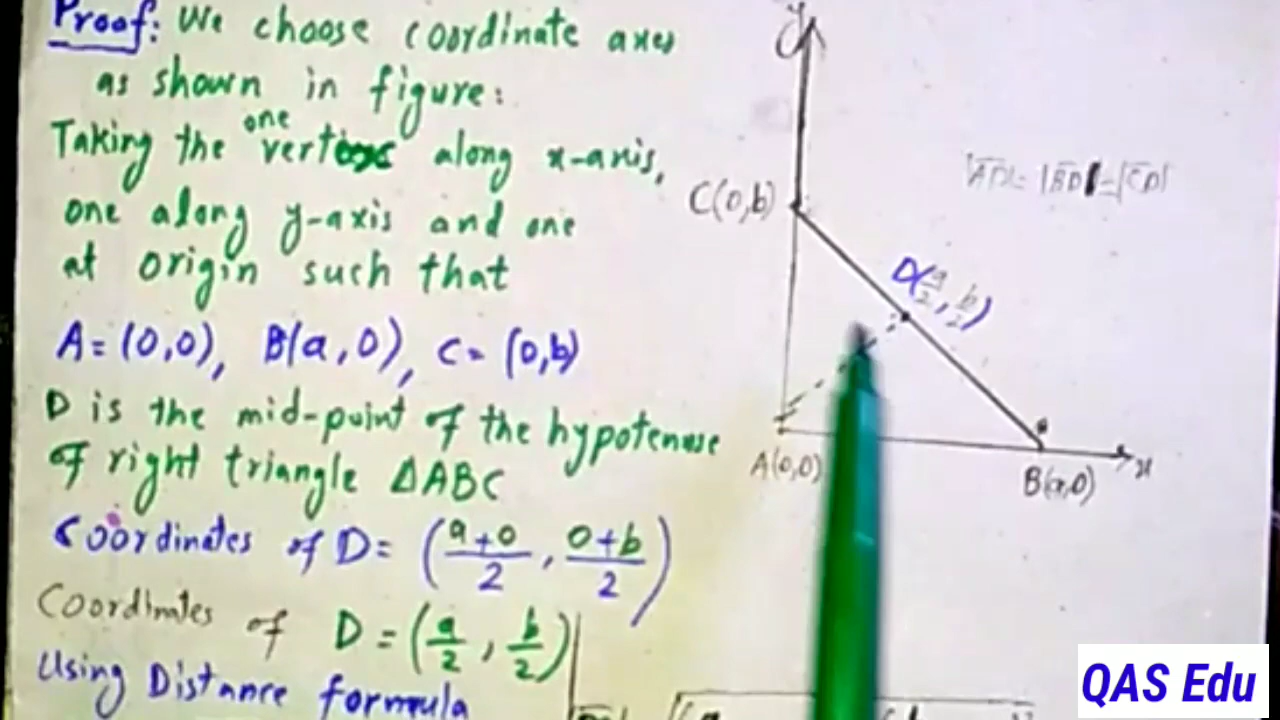 Proof: We choose coordinate axes
as shown in figure:
Taking the one vertex along x-axis,
one along y-axis and one
at origin such that
A = (0,0), B(a,0), C = (0,b)
D is the mid-point of the hypotenuse
of right triangle ΔABC
Coordinates of D = (a+0/2, 0+b/2)
Coordinates of D = (a/2, b/2)
Using Distance formula
y
|AD| = |BD| = |CD|
C(0,b)
D(a/2, b/2)
A(0,0)
B(a,0)
x
QAS Edu